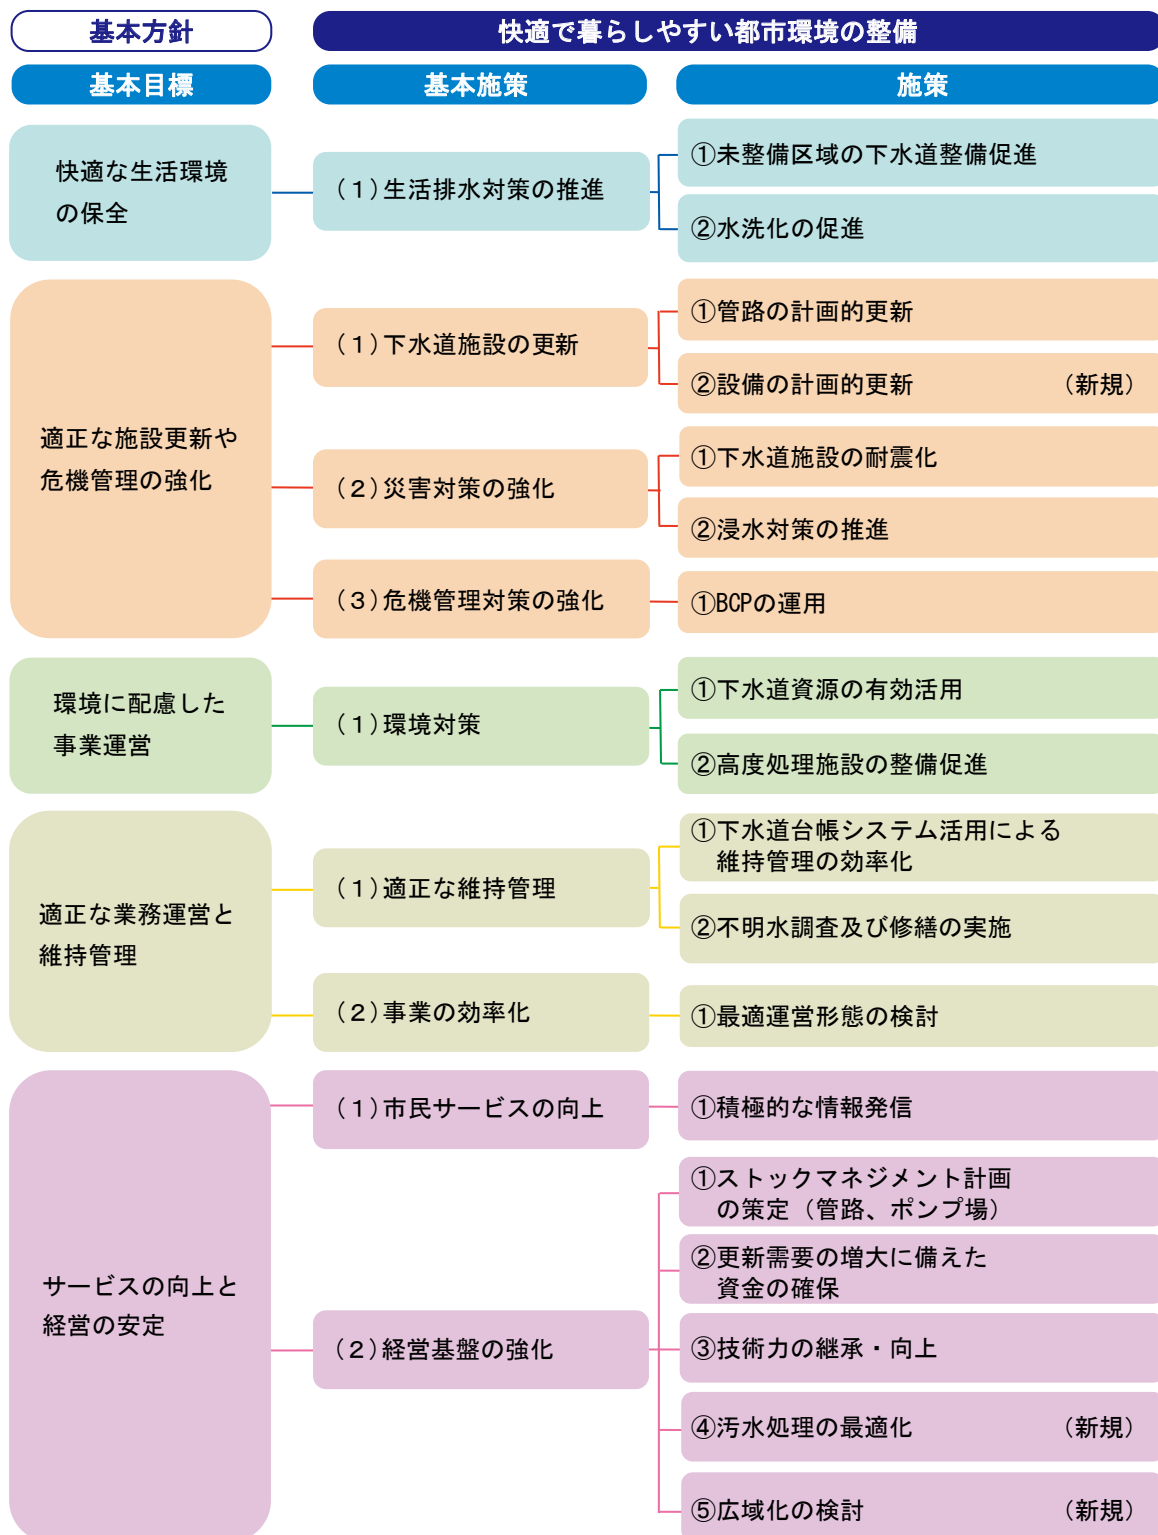 基本方針
快適で暮らしやすい都市環境の整備
基本目標
基本施策
施策
快適な生活環境
の保全
（１）生活排水対策の推進
①未整備区域の下水道整備促進
②水洗化の促進
適正な施設更新や
危機管理の強化
（１）下水道施設の更新
①管路の計画的更新
②設備の計画的更新　　　　　　（新規）
（２）災害対策の強化
①下水道施設の耐震化
②浸水対策の推進
（３）危機管理対策の強化
①BCPの運用
環境に配慮した
事業運営
（１）環境対策
①下水道資源の有効活用
②高度処理施設の整備促進
適正な業務運営と
維持管理
（１）適正な維持管理
①下水道台帳システム活用による
維持管理の効率化
②不明水調査及び修繕の実施
（２）事業の効率化
①最適運営形態の検討
サービスの向上と
経営の安定
（１）市民サービスの向上
①積極的な情報発信
（２）経営基盤の強化
①ストックマネジメント計画
の策定（管路、ポンプ場）
②更新需要の増大に備えた
資金の確保
③技術力の継承・向上
④汚水処理の最適化　　　　　　（新規）
⑤広域化の検討　　　　　　　　（新規）